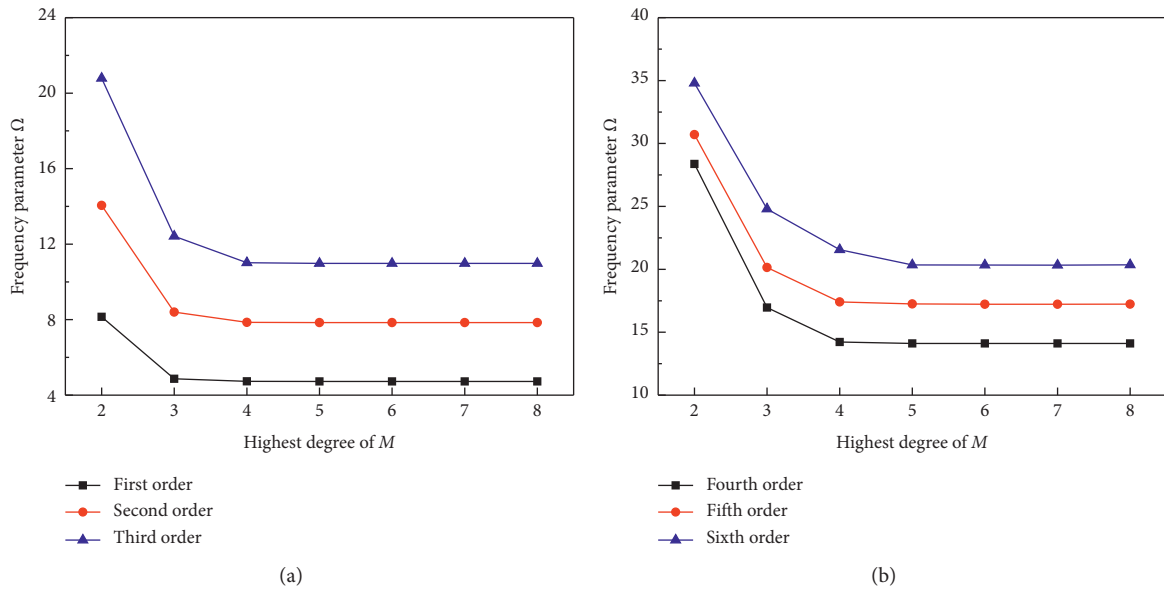 24
20
16
12
8
4
Frequency parameter Ω
2 3 4 5 6 7 8
Highest degree of M
First order
Second order
Third order
(a)
40
35
30
25
20
15
10
Frequency parameter Ω
2 3 4 5 6 7 8
Highest degree of M
Fourth order
Fifth order
Sixth order
(b)